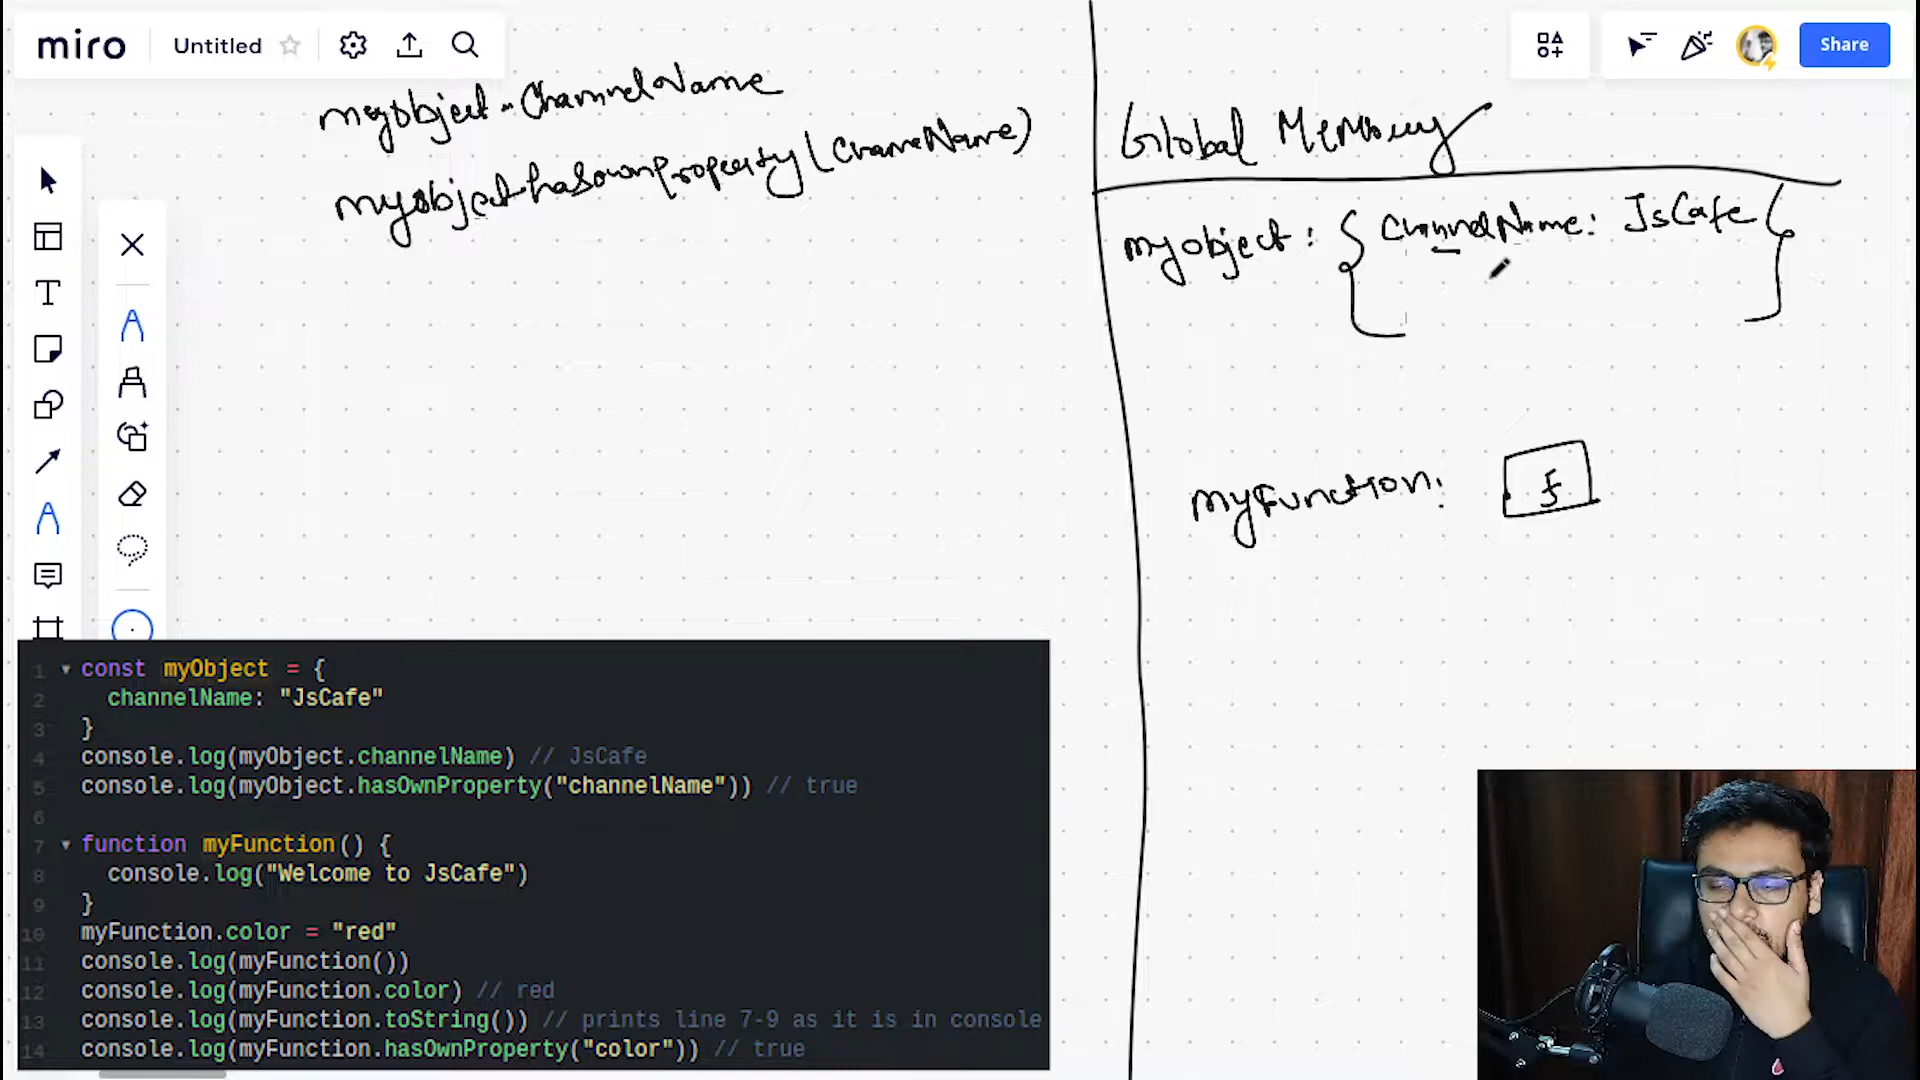 miro
Untitled
Share
myobject.ChannelName
myobject.hasownproperty(ChannelName)
Global Memory
myobject: { ChannelName: JsCafe }
myFunction: f
1 const myObject = {
2 channelName: "JsCafe"
3 }
4 console.log(myObject.channelName) // JsCafe
5 console.log(myObject.hasOwnProperty("channelName")) // true
6
7 function myFunction() {
8 console.log("Welcome to JsCafe")
9 }
10 myFunction.color = "red"
11 console.log(myFunction())
12 console.log(myFunction.color) // red
13 console.log(myFunction.toString()) // prints line 7-9 as it is in console
14 console.log(myFunction.hasOwnProperty("color")) // true